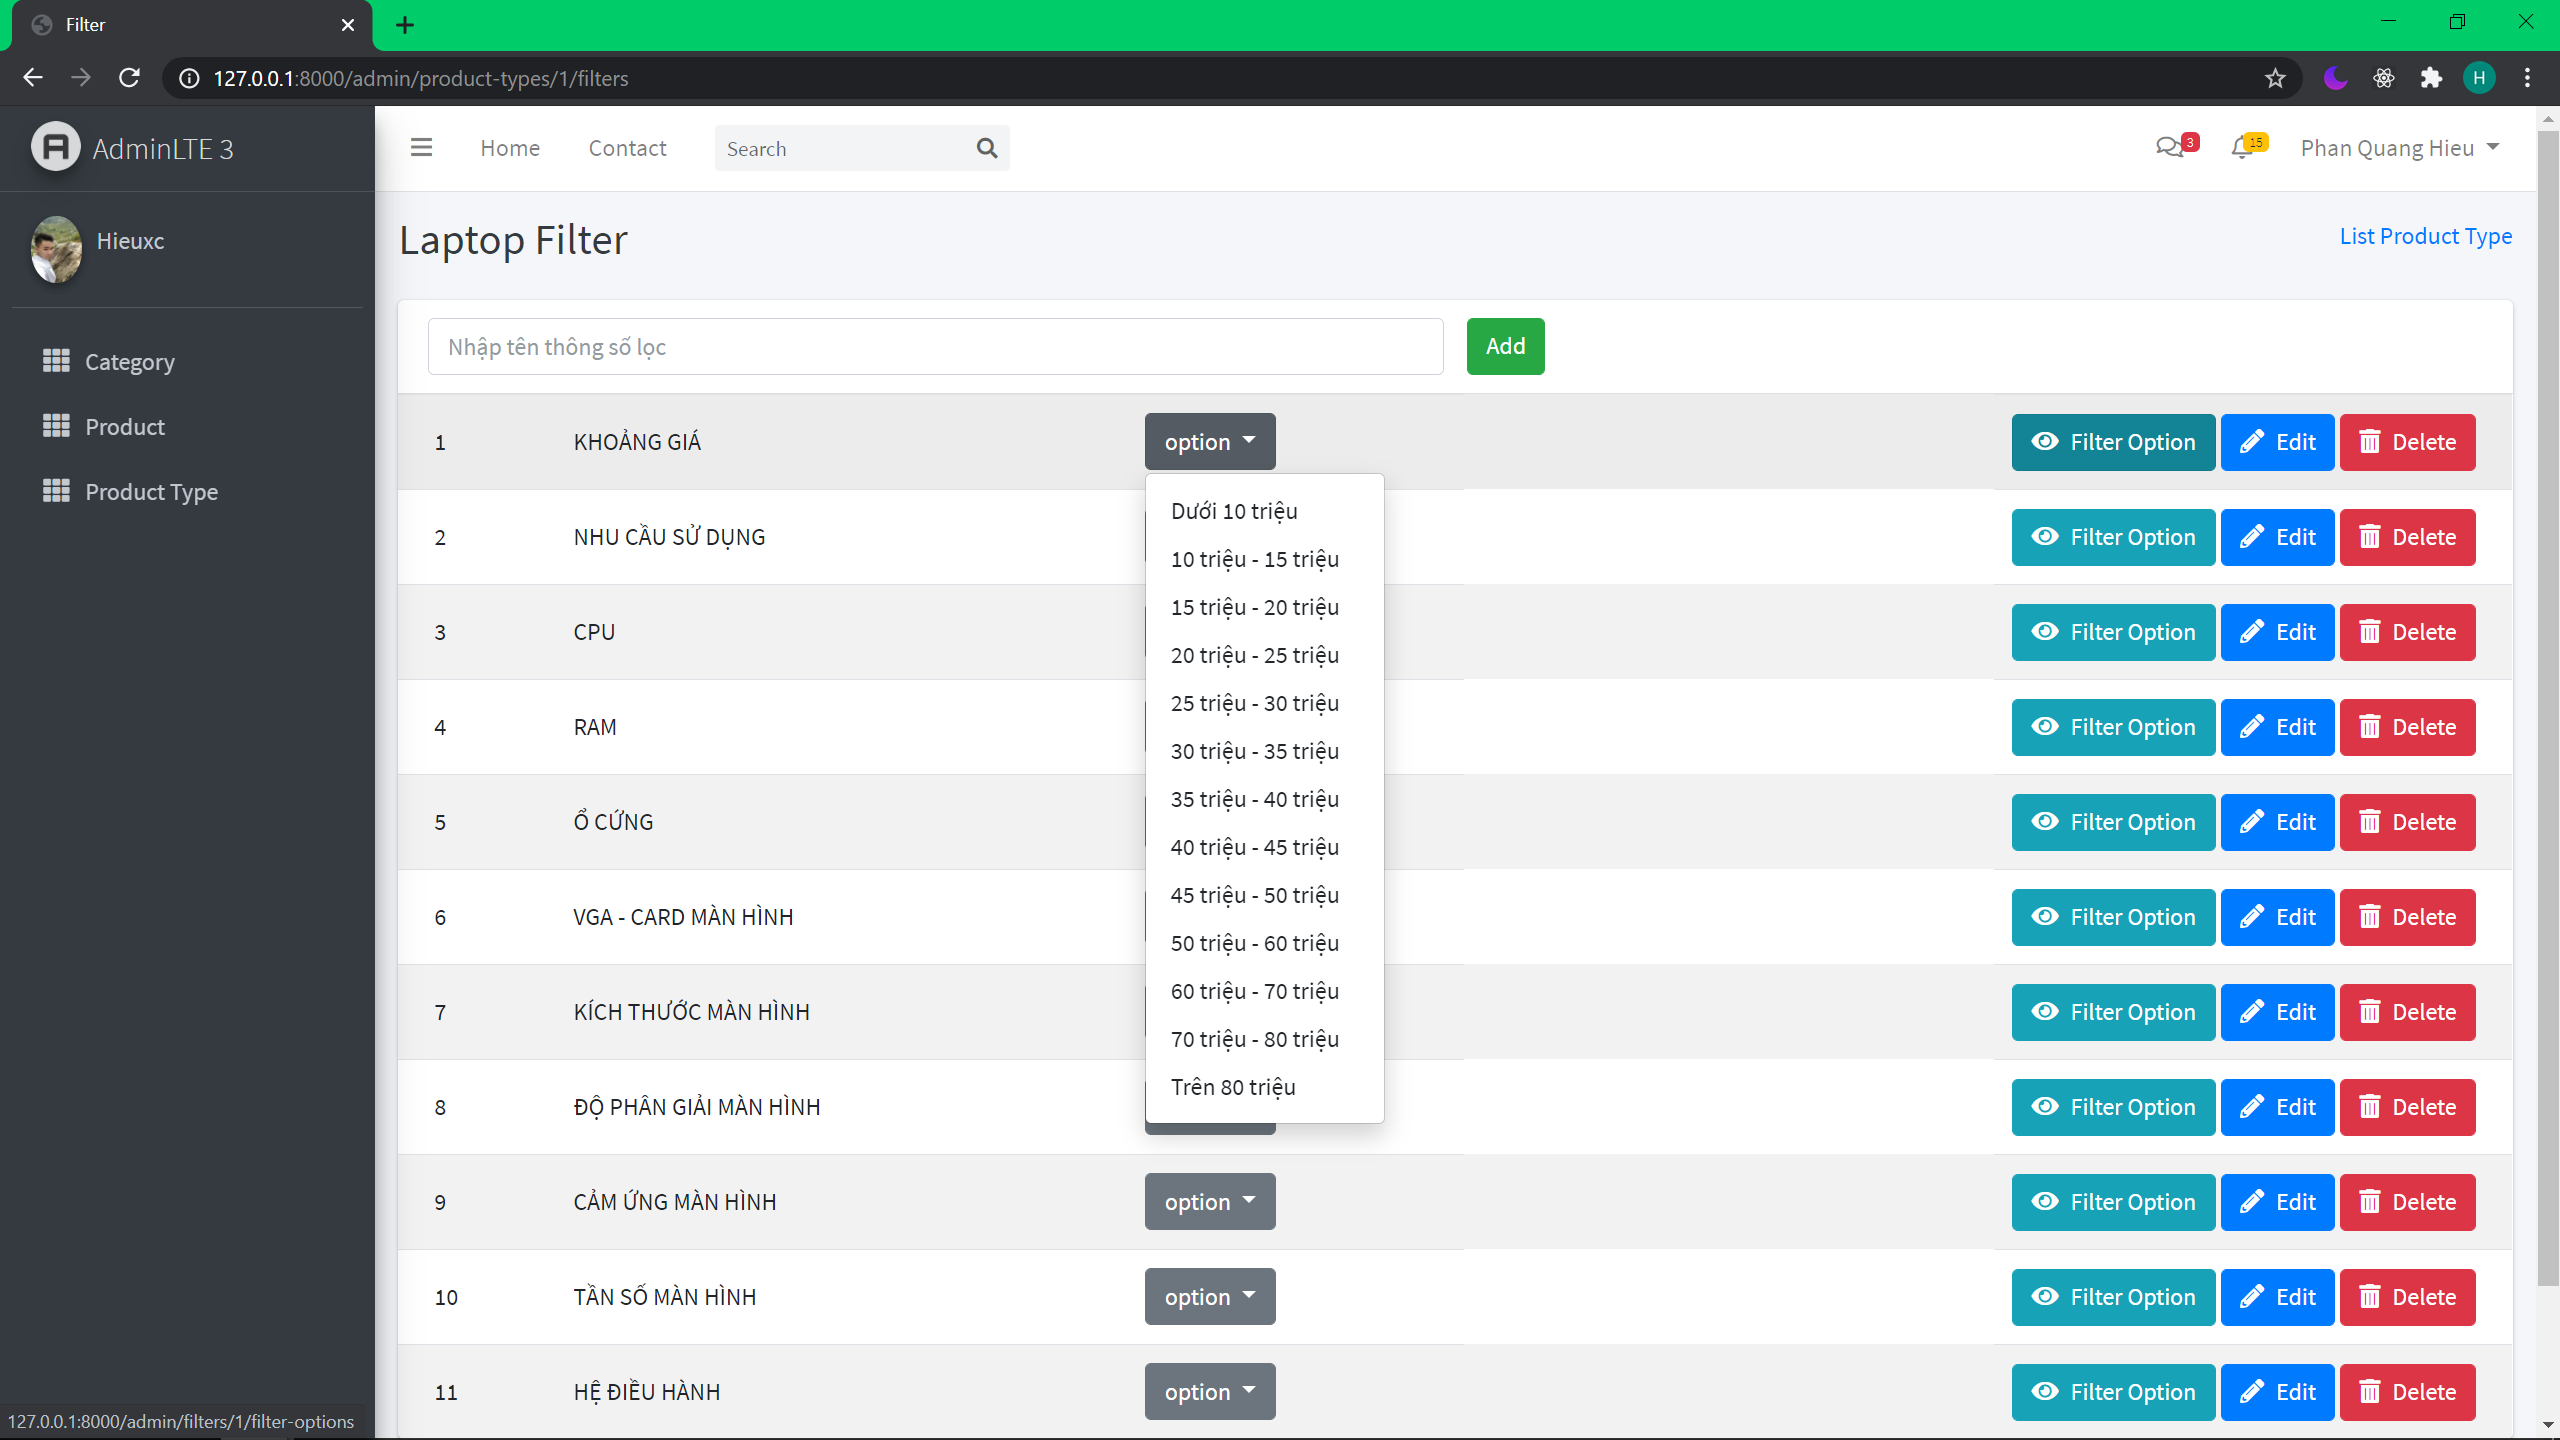 Filter
127.0.0.1:8000/admin/product-types/1/filters
H
AdminLTE 3
Home
Contact
Search
3
15
Phan Quang Hieu
Hieuxc
Category
Product
Product Type
Laptop Filter
List Product Type
Nhập tên thông số lọc
Add
1 KHOẢNG GIÁ option Filter Option Edit Delete
Dưới 10 triệu
10 triệu - 15 triệu
15 triệu - 20 triệu
20 triệu - 25 triệu
25 triệu - 30 triệu
30 triệu - 35 triệu
35 triệu - 40 triệu
40 triệu - 45 triệu
45 triệu - 50 triệu
50 triệu - 60 triệu
60 triệu - 70 triệu
70 triệu - 80 triệu
Trên 80 triệu
2 NHU CẦU SỬ DỤNG Filter Option Edit Delete
3 CPU Filter Option Edit Delete
4 RAM Filter Option Edit Delete
5 Ổ CỨNG Filter Option Edit Delete
6 VGA - CARD MÀN HÌNH Filter Option Edit Delete
7 KÍCH THƯỚC MÀN HÌNH Filter Option Edit Delete
8 ĐỘ PHÂN GIẢI MÀN HÌNH Filter Option Edit Delete
9 CẢM ỨNG MÀN HÌNH option Filter Option Edit Delete
10 TẦN SỐ MÀN HÌNH option Filter Option Edit Delete
11 HỆ ĐIỀU HÀNH option Filter Option Edit Delete
127.0.0.1:8000/admin/filters/1/filter-options